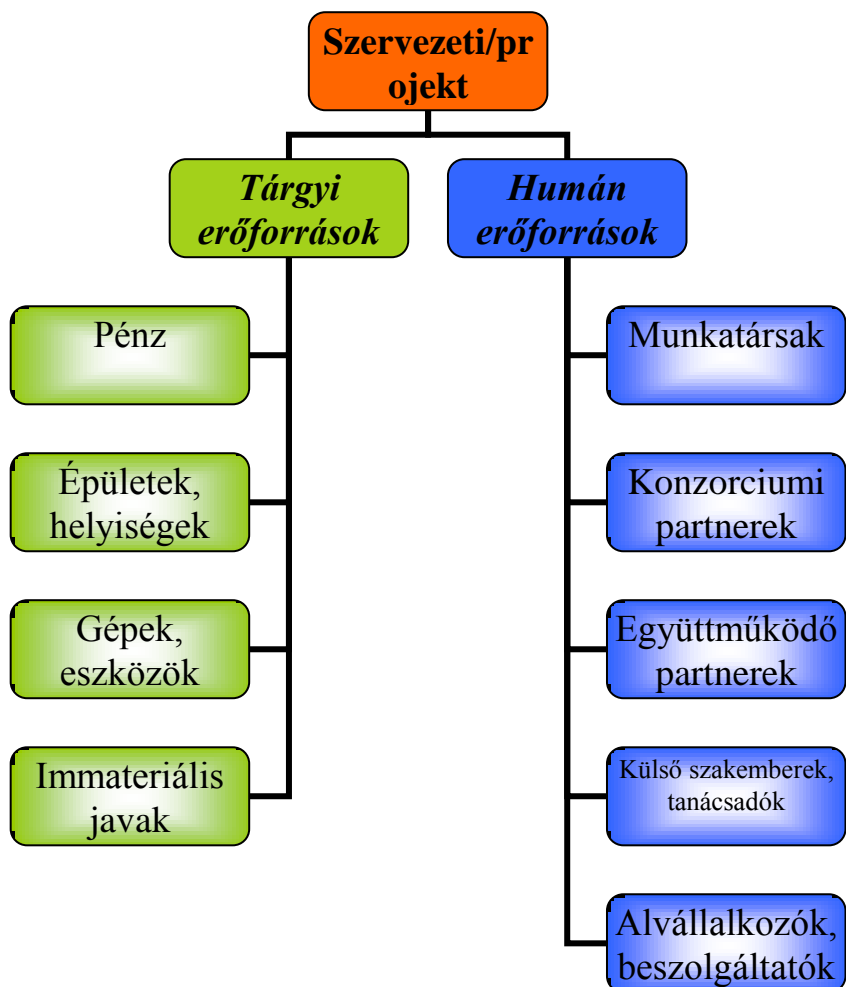 Szervezeti/pr
ojekt
Tárgyi
erőforrások
Humán
erőforrások
Pénz
Épületek,
helyiségek
Gépek,
eszközök
Immateriális
javak
Munkatársak
Konzorciumi
partnerek
Együttműködő
partnerek
Külső szakemberek,
tanácsadók
Alvállalkozók,
beszolgáltatók